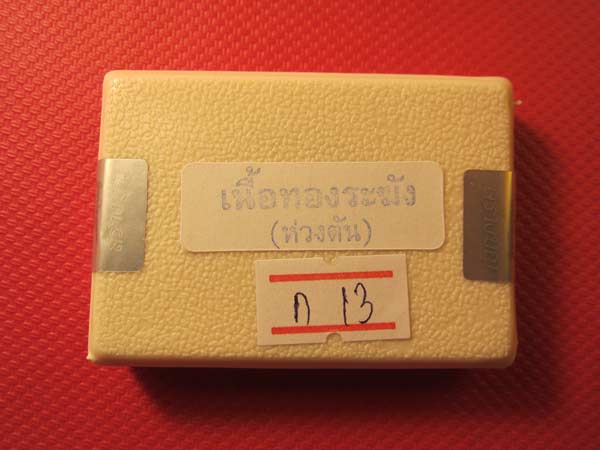 เนื้อทองระฆัง
(ห่วงตัน)
ก 13